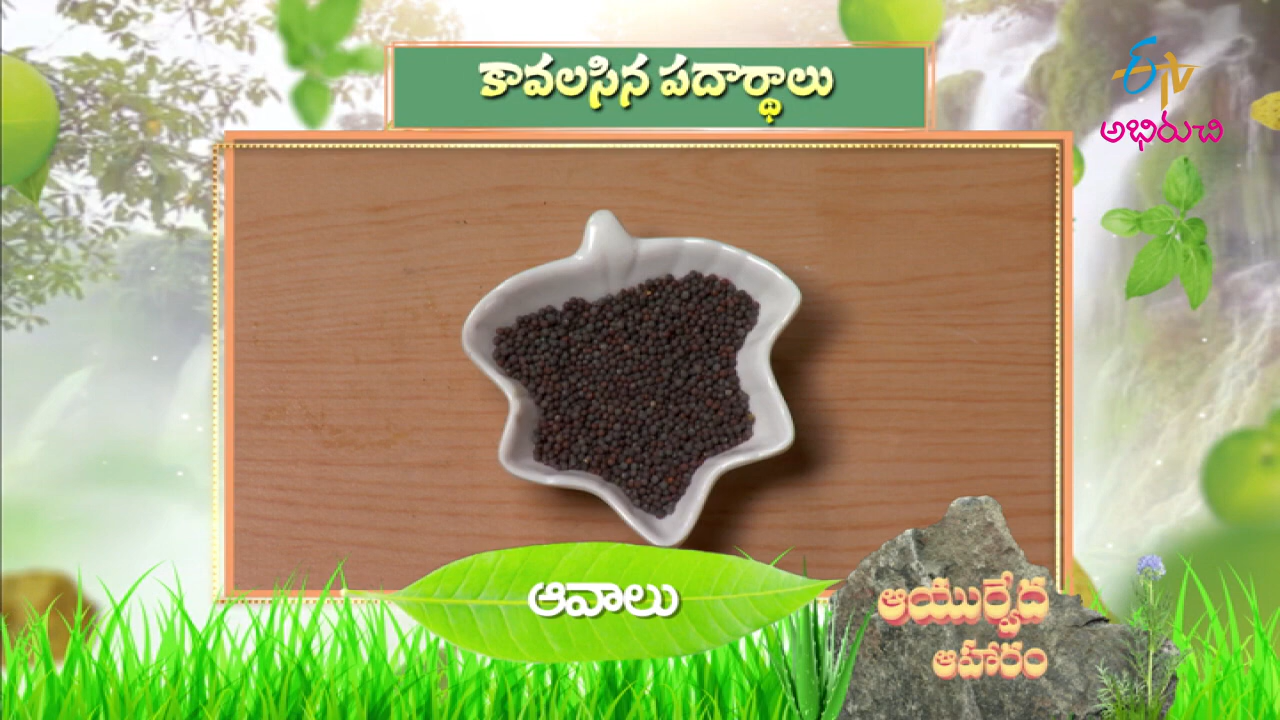 కావలసిన పదార్థాలు
ETV
అభిరుచి
ఆవాలు
ఆయుర్వేద
ఆహారం